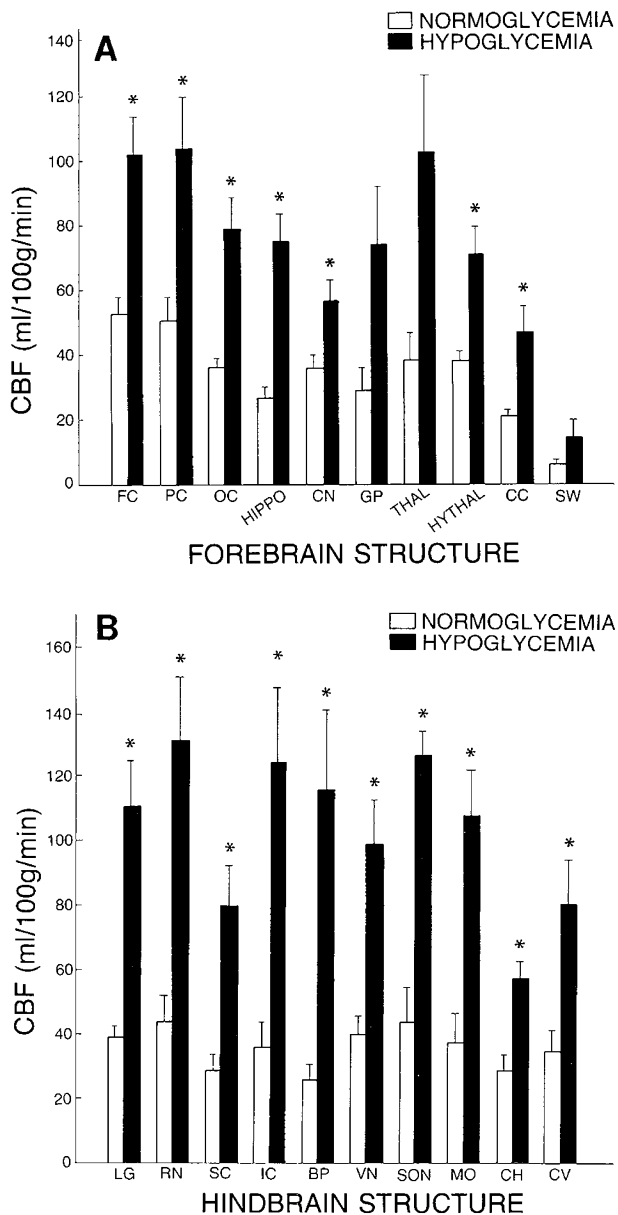 A
NORMOGLYCEMIA
HYPOGLYCEMIA
CBF (ml/100g/min)
140
120
100
80
60
40
20
0
* * * * * * *
FC PC OC HIPPO CN GP THAL HYTHAL CC SW
FOREBRAIN STRUCTURE
B
NORMOGLYCEMIA
HYPOGLYCEMIA
CBF (ml/100g/min)
160
140
120
100
80
60
40
20
0
* * * * * * * * * *
LG RN SC IC BP VN SON MO CH CV
HINDBRAIN STRUCTURE